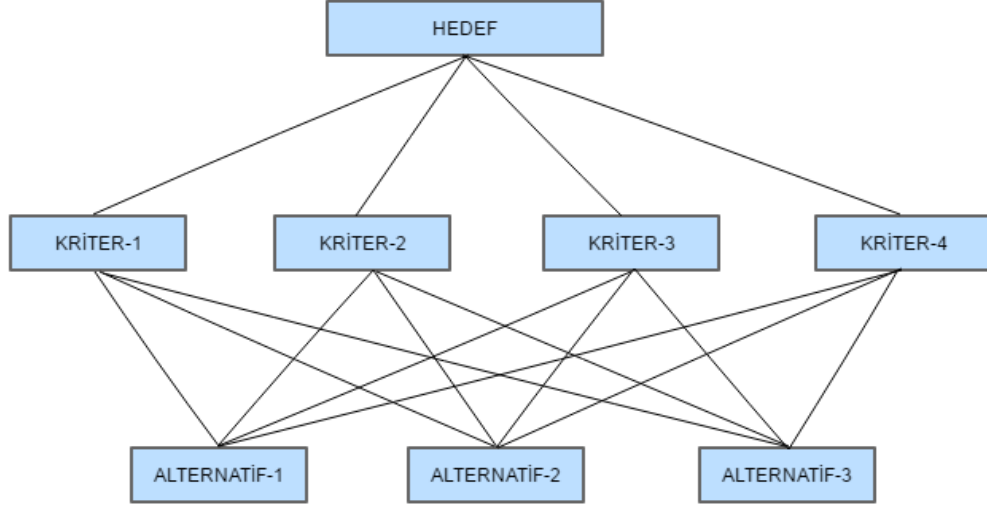 HEDEF
KRİTER-1
KRİTER-2
KRİTER-3
KRİTER-4
ALTERNATİF-1
ALTERNATİF-2
ALTERNATİF-3